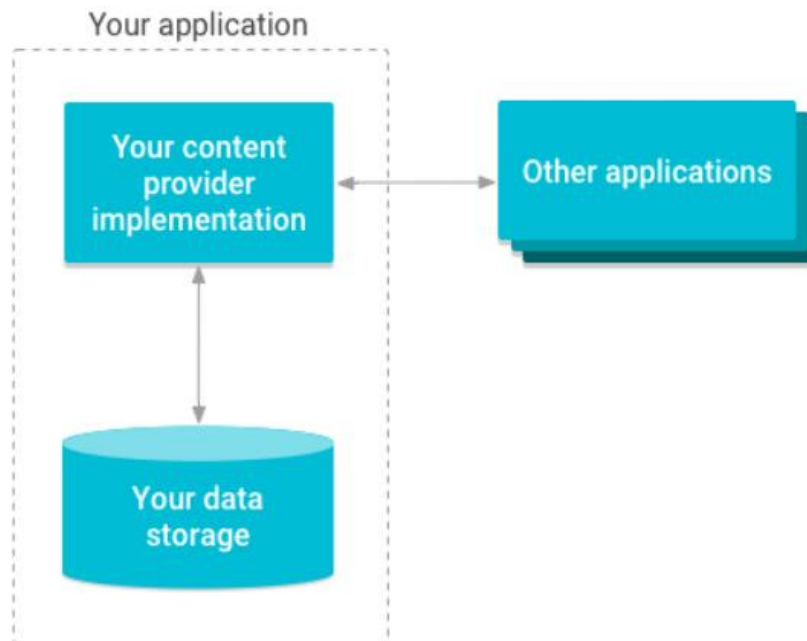 Your application
Your content
provider
implementation
Other applications
Your data
storage